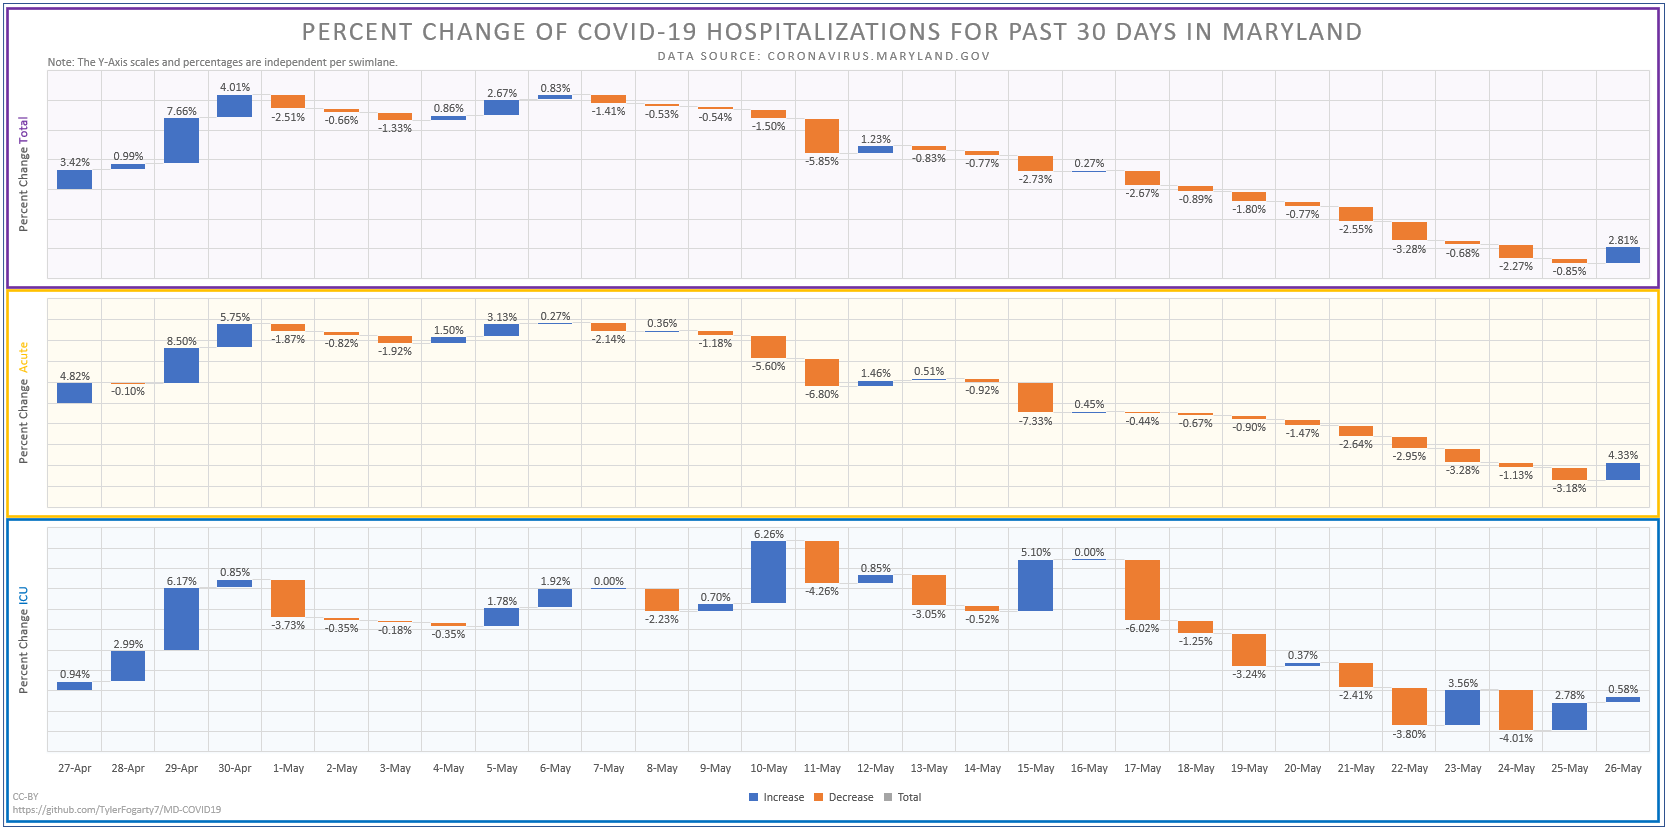 PERCENT CHANGE OF COVID-19 HOSPITALIZATIONS FOR PAST 30 DAYS IN MARYLAND
DATA SOURCE: CORONAVIRUS.MARYLAND.GOV
Note: The Y-Axis scales and percentages are independent per swimlane.
Percent Change Total
3.42% 0.99% 7.66% 4.01% -2.51% -0.66% -1.33% 0.86% 2.67% 0.83% -1.41% -0.53% -0.54% -1.50% -5.85% 1.23% -0.83% -0.77% -2.73% 0.27% -2.67% -0.89% -1.80% -0.77% -2.55% -3.28% -0.68% -2.27% -0.85% 2.81%
Percent Change Acute
4.82% -0.10% 8.50% 5.75% -1.87% -0.82% -1.92% 1.50% 3.13% 0.27% -2.14% 0.36% -1.18% -5.60% -6.80% 1.46% 0.51% -0.92% -7.33% 0.45% -0.44% -0.67% -0.90% -1.47% -2.64% -2.95% -3.28% -1.13% -3.18% 4.33%
Percent Change ICU
0.94% 2.99% 6.17% 0.85% -3.73% -0.35% -0.18% -0.35% 1.78% 1.92% 0.00% -2.23% 0.70% 6.26% -4.26% 0.85% -3.05% -0.52% 5.10% 0.00% -6.02% -1.25% -3.24% 0.37% -2.41% -3.80% 3.56% -4.01% 2.78% 0.58%
27-Apr 28-Apr 29-Apr 30-Apr 1-May 2-May 3-May 4-May 5-May 6-May 7-May 8-May 9-May 10-May 11-May 12-May 13-May 14-May 15-May 16-May 17-May 18-May 19-May 20-May 21-May 22-May 23-May 24-May 25-May 26-May
Increase Decrease Total
CC-BY
https://github.com/TylerFogarty7/MD-COVID19